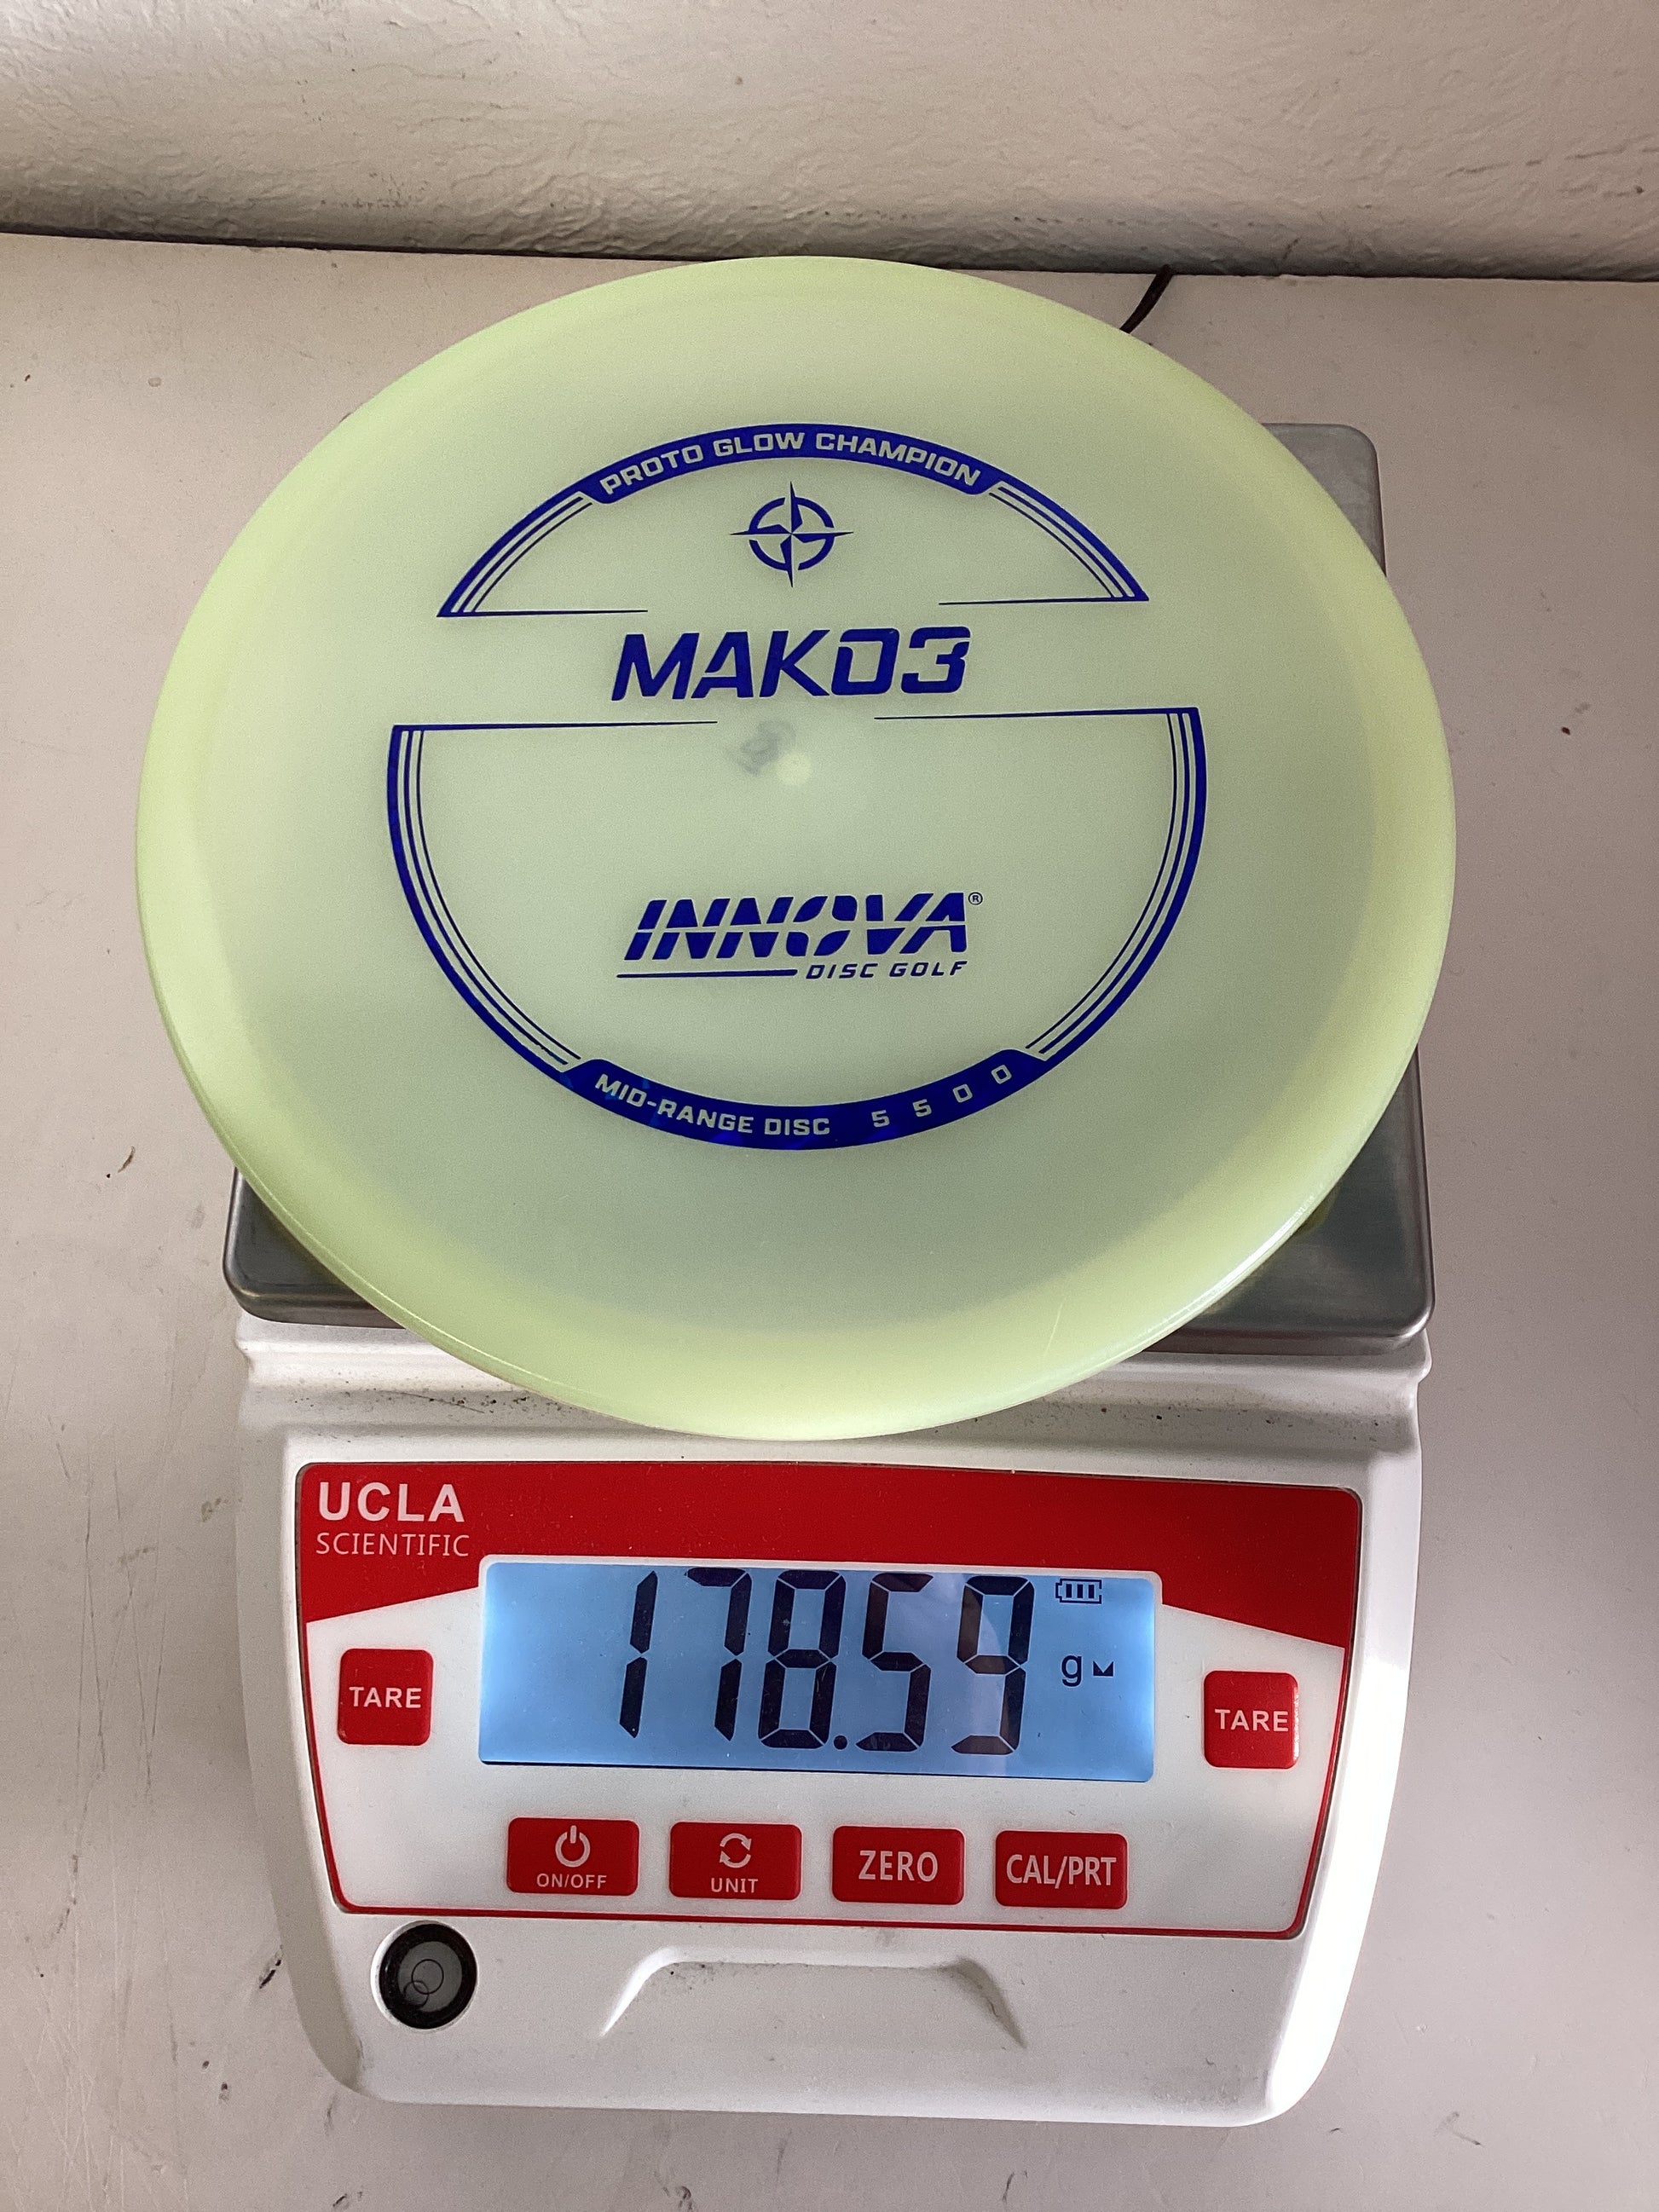 PROTO GLOW CHAMPION
MAKO3
INNOVA®
DISC GOLF
MID-RANGE DISC 5 5 0 0
UCLA
SCIENTIFIC
178.59 g
TARE
TARE
ON/OFF
UNIT
ZERO
CAL/PRT